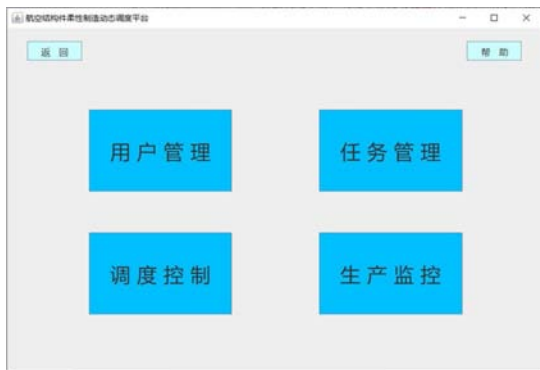 航空结构件柔性制造动态调度平台
返 回
帮 助
用户管理
任务管理
调度控制
生产监控